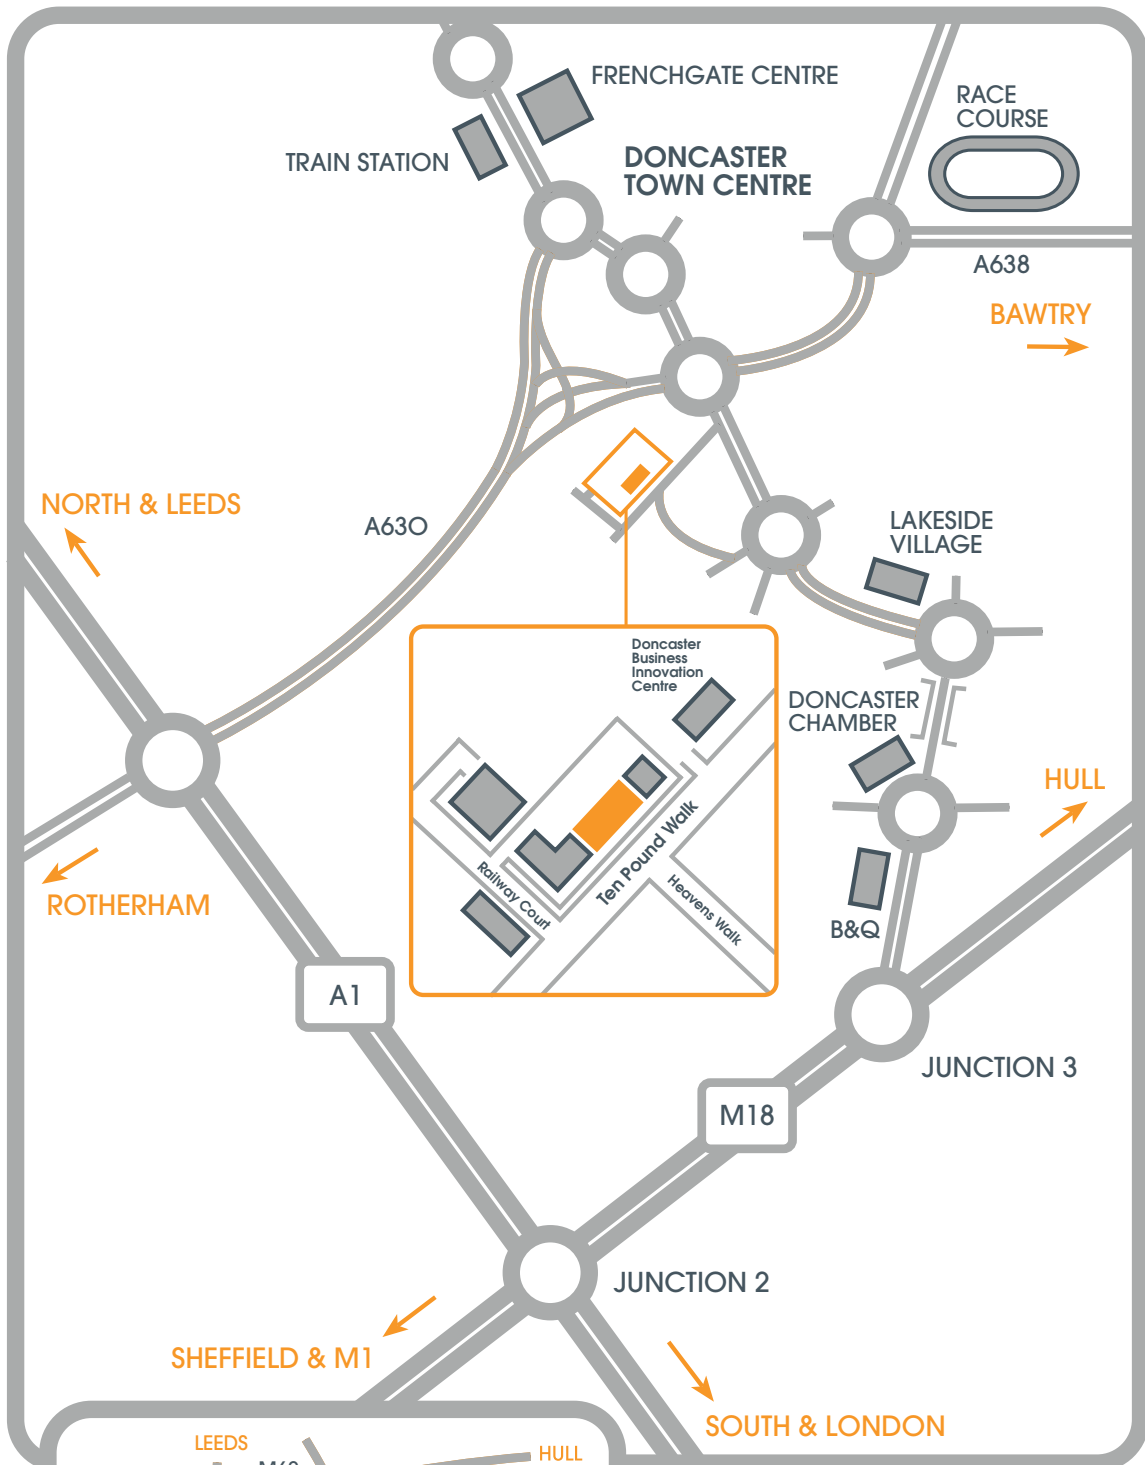 FRENCHGATE CENTRE
RACE
COURSE
TRAIN STATION
DONCASTER
TOWN CENTRE
A638
BAWTRY
NORTH & LEEDS
A630
LAKESIDE
VILLAGE
Doncaster
Business
Innovation
Centre
DONCASTER
CHAMBER
HULL
Ten Pound Walk
Railway Court
Heavens Walk
ROTHERHAM
B&Q
A1
JUNCTION 3
M18
JUNCTION 2
SHEFFIELD & M1
SOUTH & LONDON
LEEDS
HULL